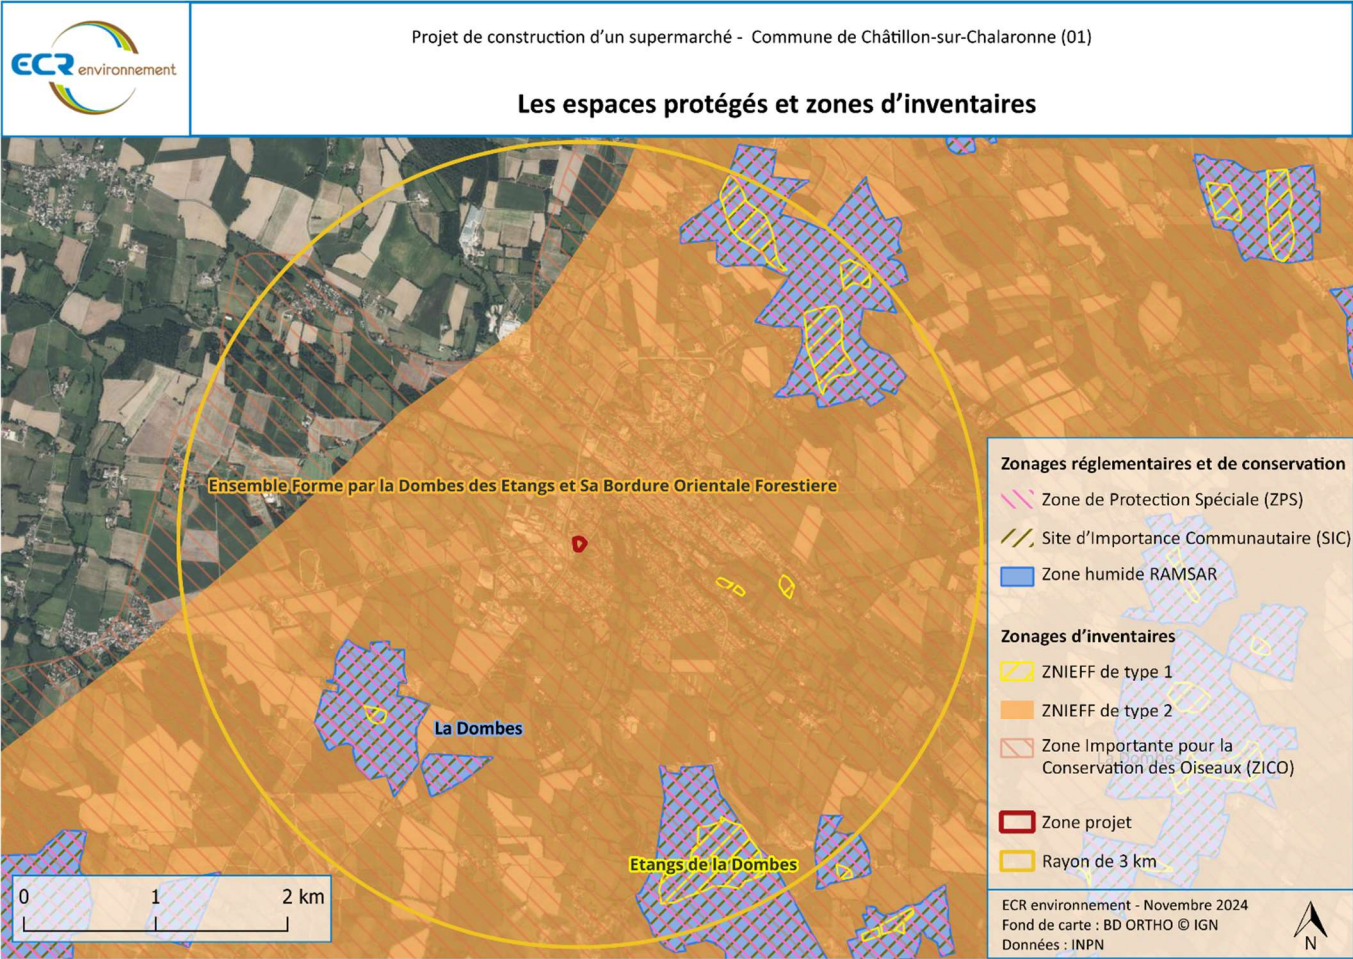 ECR environnement
Projet de construction d'un supermarché - Commune de Châtillon-sur-Chalaronne (01)
Les espaces protégés et zones d'inventaires
Ensemble Forme par la Dombes des Etangs et Sa Bordure Orientale Forestiere
La Dombes
Etangs de la Dombes
0 1 2 km
Zonages réglementaires et de conservation
Zone de Protection Spéciale (ZPS)
Site d'Importance Communautaire (SIC)
Zone humide RAMSAR
Zonages d'inventaires
ZNIEFF de type 1
ZNIEFF de type 2
Zone Importante pour la
Conservation des Oiseaux (ZICO)
Zone projet
Rayon de 3 km
ECR environnement - Novembre 2024
Fond de carte : BD ORTHO © IGN
Données : INPN
N